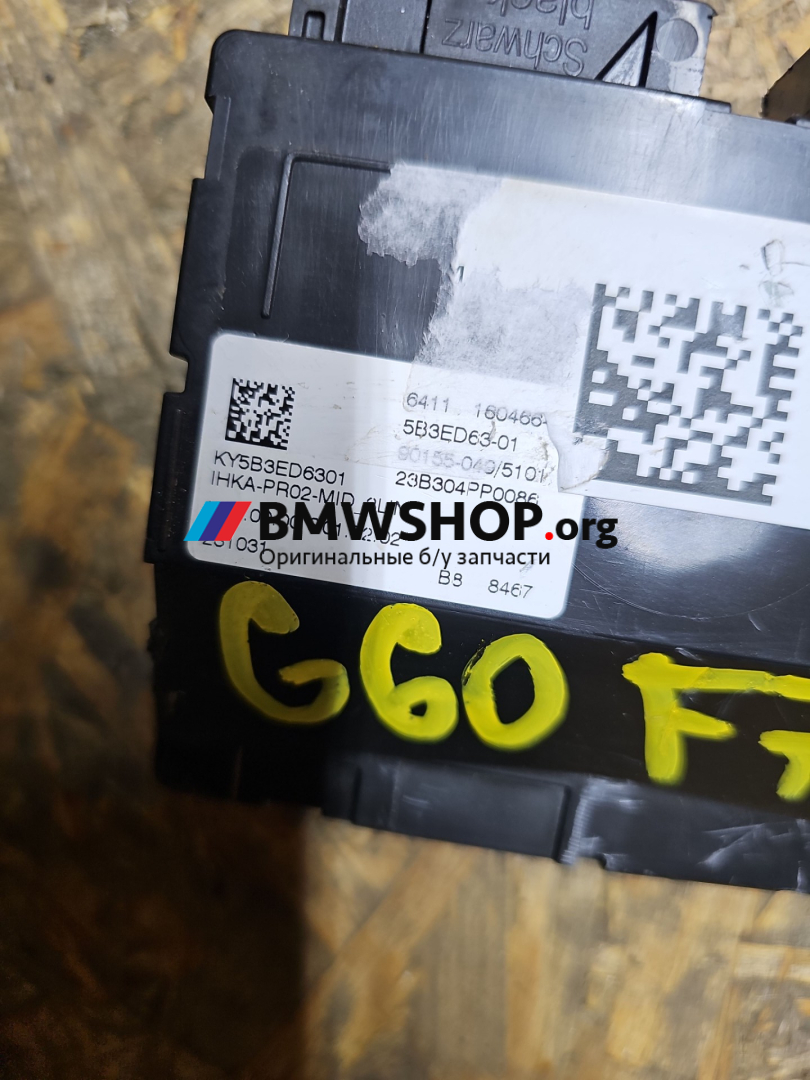 Schwarz
black
6411 160466-
5B3ED63-01
90155-049/5101
KY5B3ED6301
23B304PP0086
IHKA-PR02-MID
231031
B8 8467
BMWSHOP.org
Оригинальные б/у запчасти
G60